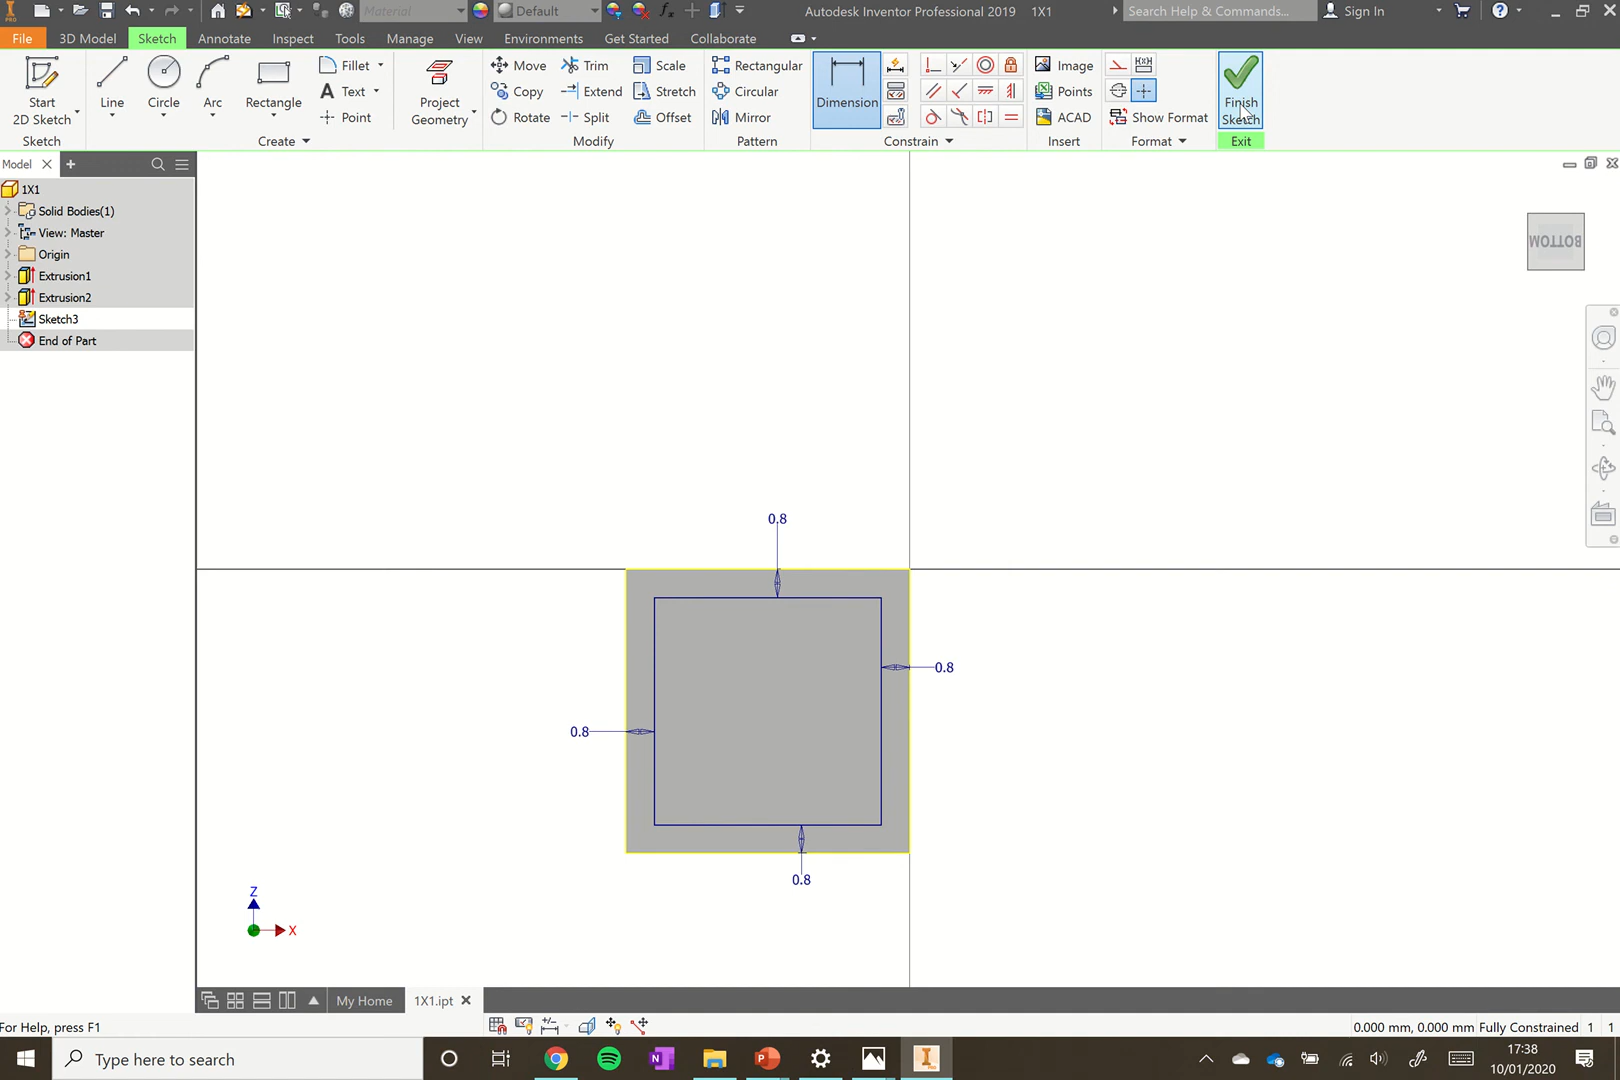 PRO
Material
Default
fx
Autodesk Inventor Professional 2019 1X1
Search Help & Commands...
Sign In
File 3D Model Sketch Annotate Inspect Tools Manage View Environments Get Started Collaborate
Start
2D Sketch
Line
Circle
Arc
Rectangle
Fillet
A Text
Point
Project
Geometry
Move Trim Scale
Copy Extend Stretch
Rotate Split Offset
Rectangular
Circular
Mirror
Dimension
Image
Points
ACAD
Show Format
Finish
Sketch
Sketch Create Modify Pattern Constrain Insert Format Exit
Model
1X1
Solid Bodies(1)
View: Master
Origin
Extrusion1
Extrusion2
Sketch3
End of Part
BOTTOM
0.8
0.8
0.8
0.8
Z
X
My Home 1X1.ipt
For Help, press F1
0.000 mm, 0.000 mm Fully Constrained 1 1
Type here to search
17:38
10/01/2020